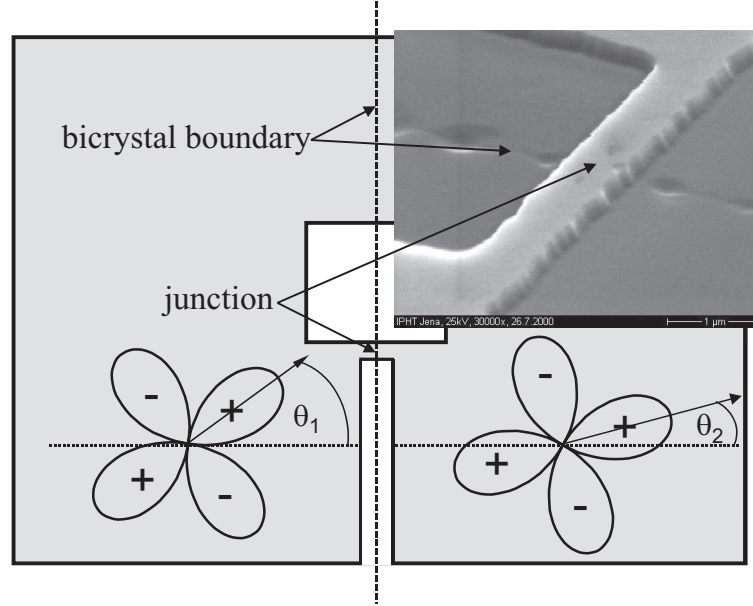 bicrystal boundary
junction
IPHT Jena, 25kV, 30000x, 26.7.2000
1 µm
-
+
θ1
+
-
-
+
θ2
+
-